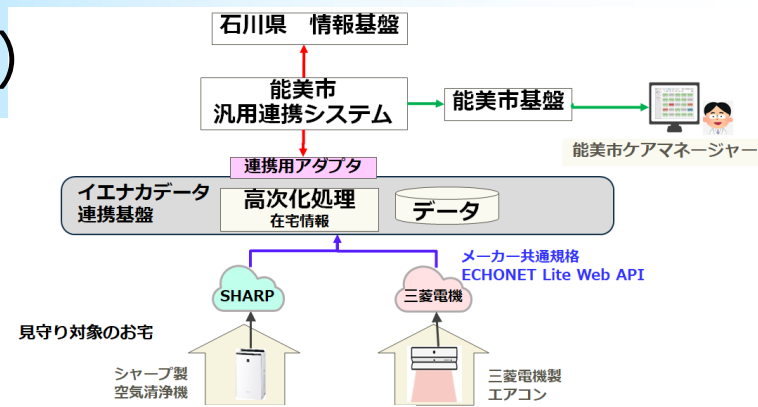 )
石川県　情報基盤
能美市
汎用連携システム
能美市基盤
能美市ケアマネージャー
連携用アダプタ
イエナカデータ
連携基盤
高次化処理
在宅情報
データ
メーカー共通規格
ECHONET Lite Web API
SHARP
三菱電機
見守り対象のお宅
シャープ製
空気清浄機
三菱電機製
エアコン